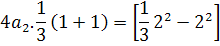 4a₂.1/3 (1 + 1) = [1/3 2² − 2²]